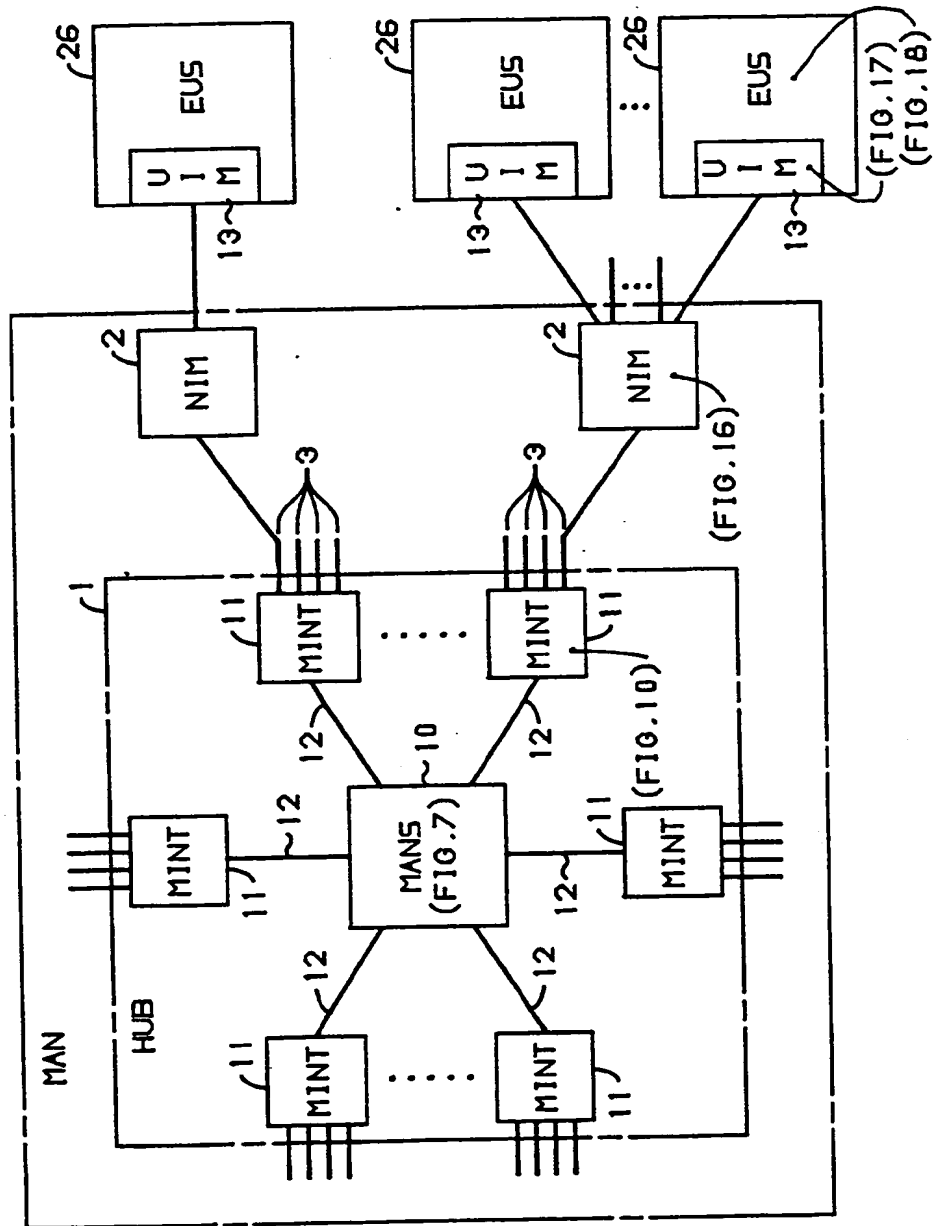 MAN
HUB
1
MINT
11
MINT
11
MINT
11
MINT
11
MINT
11
MINT
11
(FIG.10)
12
12
12
12
12
12
MANS
(FIG.7)
10
3
3
NIM
2
NIM
2
(FIG.16)
EUS
26
UIM
13
EUS
26
UIM
13
EUS
26
UIM
13
(FIG.17)
(FIG.18)